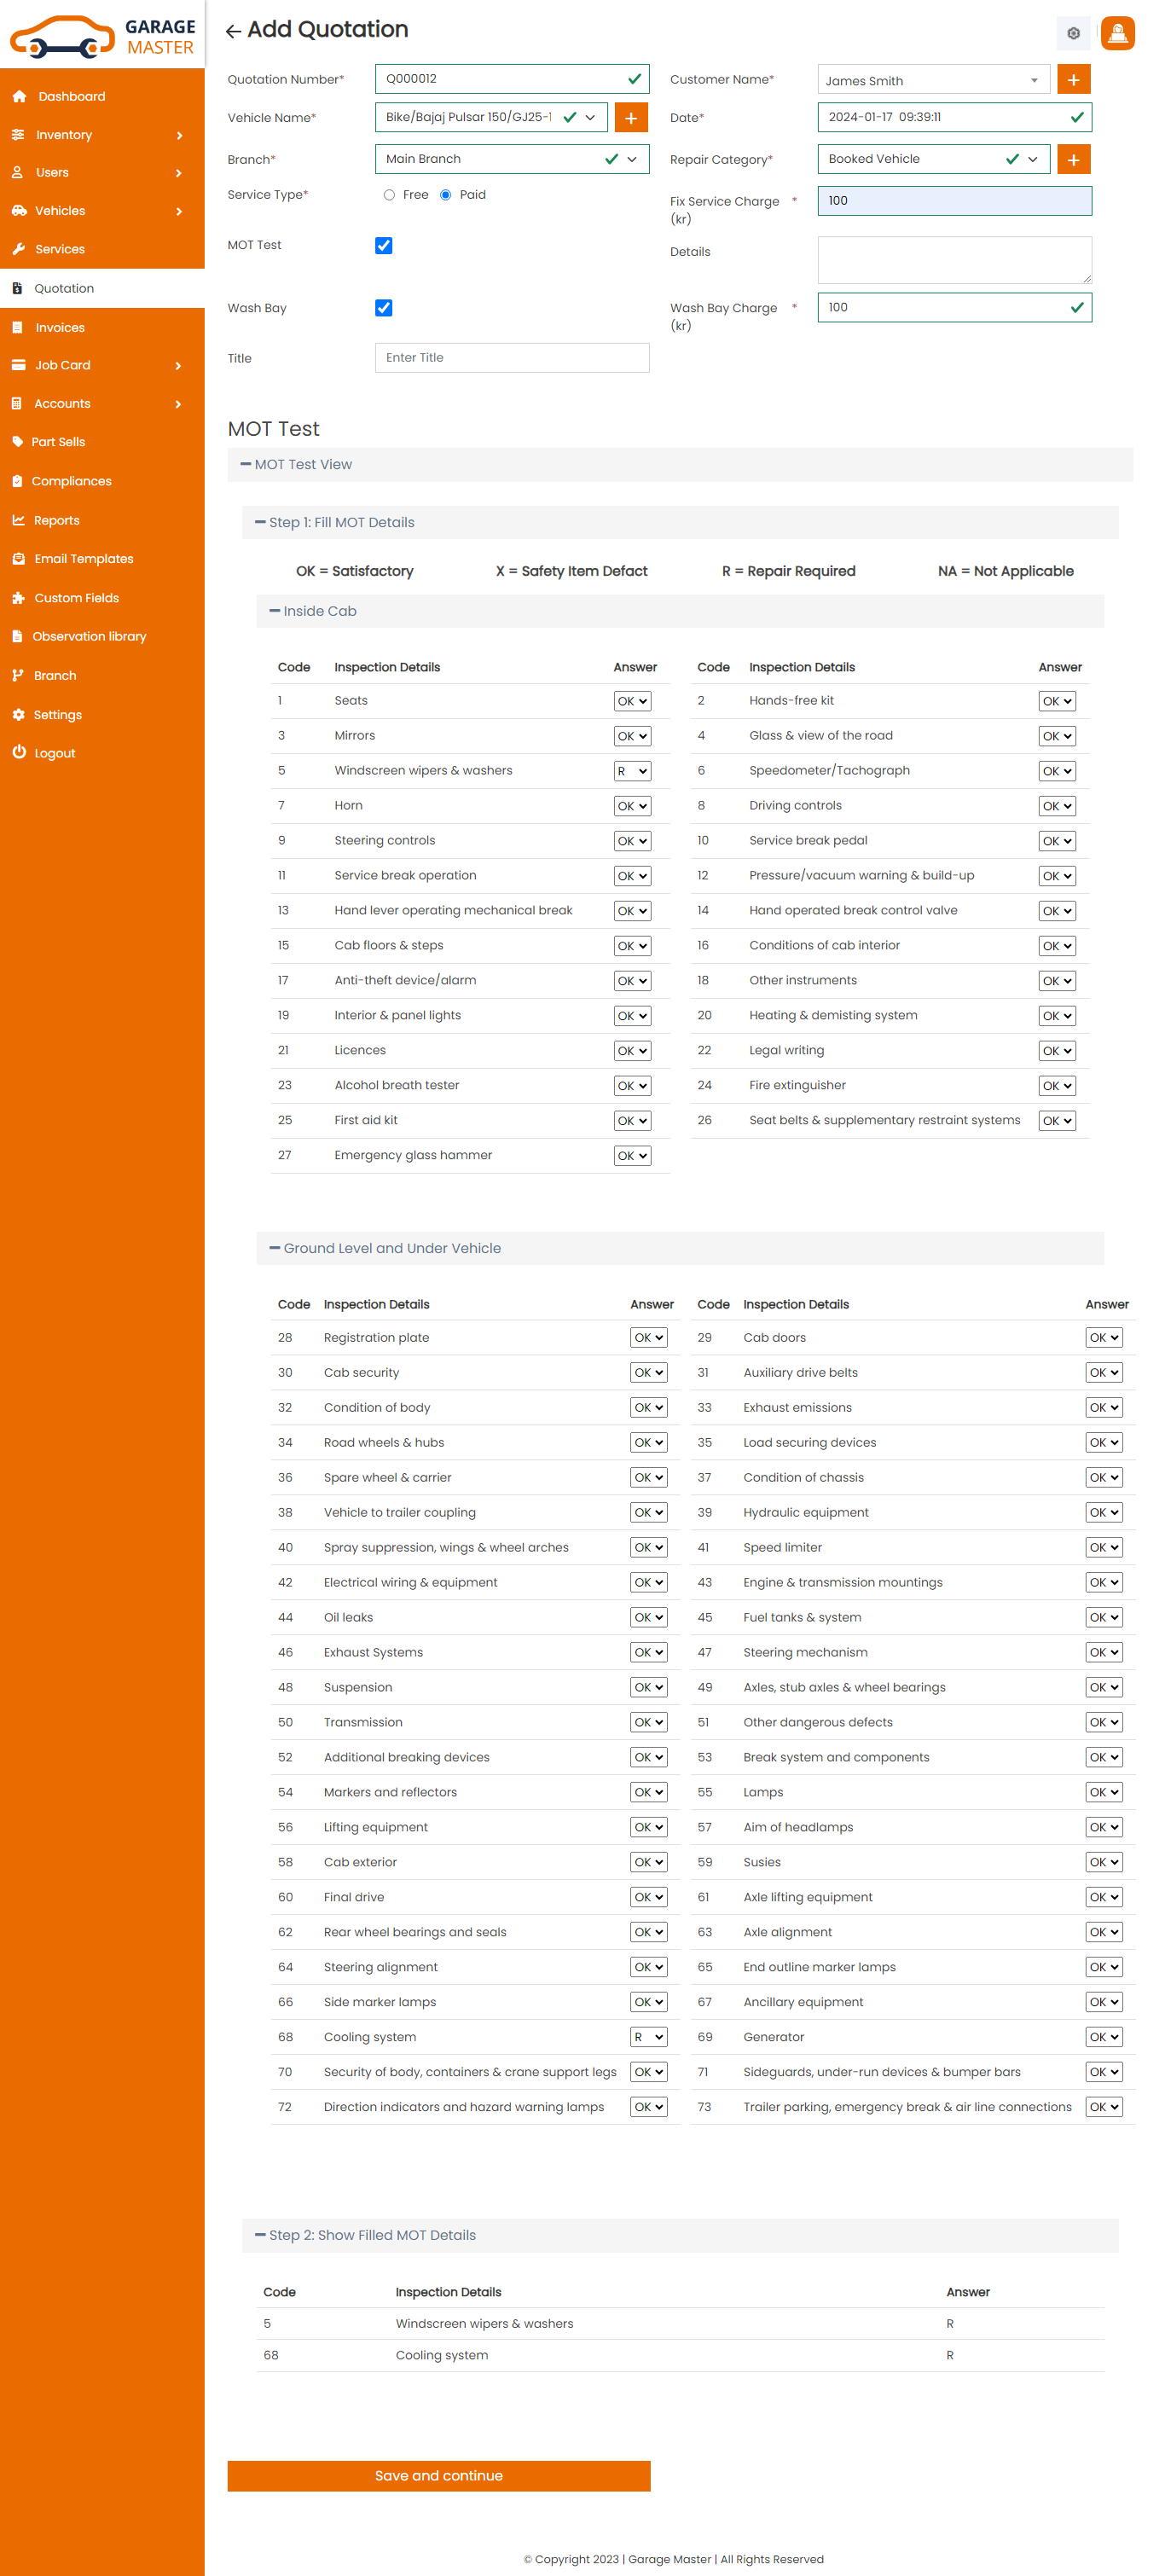 GARAGE
MASTER
Add Quotation
Dashboard
Inventory
Users
Vehicles
Services
Quotation
Invoices
Job Card
Accounts
Part Sells
Compliances
Reports
Email Templates
Custom Fields
Observation library
Branch
Settings
Logout
Quotation Number* Q000012 Customer Name* James Smith +
Vehicle Name* Bike/Bajaj Pulsar 150/GJ25-1 + Date* 2024-01-17 09:39:11
Branch* Main Branch Repair Category* Booked Vehicle +
Service Type* Free Paid Fix Service Charge * 100
(kr)
MOT Test Details
Wash Bay Wash Bay Charge * 100
(kr)
Title Enter Title
MOT Test
MOT Test View
Step 1: Fill MOT Details
OK = Satisfactory X = Safety Item Defact R = Repair Required NA = Not Applicable
Inside Cab
Code Inspection Details Answer Code Inspection Details Answer
1 Seats OK 2 Hands-free kit OK
3 Mirrors OK 4 Glass & view of the road OK
5 Windscreen wipers & washers R 6 Speedometer/Tachograph OK
7 Horn OK 8 Driving controls OK
9 Steering controls OK 10 Service break pedal OK
11 Service break operation OK 12 Pressure/vacuum warning & build-up OK
13 Hand lever operating mechanical break OK 14 Hand operated break control valve OK
15 Cab floors & steps OK 16 Conditions of cab interior OK
17 Anti-theft device/alarm OK 18 Other instruments OK
19 Interior & panel lights OK 20 Heating & demisting system OK
21 Licences OK 22 Legal writing OK
23 Alcohol breath tester OK 24 Fire extinguisher OK
25 First aid kit OK 26 Seat belts & supplementary restraint systems OK
27 Emergency glass hammer OK
Ground Level and Under Vehicle
Code Inspection Details Answer Code Inspection Details Answer
28 Registration plate OK 29 Cab doors OK
30 Cab security OK 31 Auxiliary drive belts OK
32 Condition of body OK 33 Exhaust emissions OK
34 Road wheels & hubs OK 35 Load securing devices OK
36 Spare wheel & carrier OK 37 Condition of chassis OK
38 Vehicle to trailer coupling OK 39 Hydraulic equipment OK
40 Spray suppression, wings & wheel arches OK 41 Speed limiter OK
42 Electrical wiring & equipment OK 43 Engine & transmission mountings OK
44 Oil leaks OK 45 Fuel tanks & system OK
46 Exhaust Systems OK 47 Steering mechanism OK
48 Suspension OK 49 Axles, stub axles & wheel bearings OK
50 Transmission OK 51 Other dangerous defects OK
52 Additional breaking devices OK 53 Break system and components OK
54 Markers and reflectors OK 55 Lamps OK
56 Lifting equipment OK 57 Aim of headlamps OK
58 Cab exterior OK 59 Susies OK
60 Final drive OK 61 Axle lifting equipment OK
62 Rear wheel bearings and seals OK 63 Axle alignment OK
64 Steering alignment OK 65 End outline marker lamps OK
66 Side marker lamps OK 67 Ancillary equipment OK
68 Cooling system R 69 Generator OK
70 Security of body, containers & crane support legs OK 71 Sideguards, under-run devices & bumper bars OK
72 Direction indicators and hazard warning lamps OK 73 Trailer parking, emergency break & air line connections OK
Step 2: Show Filled MOT Details
Code Inspection Details Answer
5 Windscreen wipers & washers R
68 Cooling system R
Save and continue
© Copyright 2023 | Garage Master | All Rights Reserved